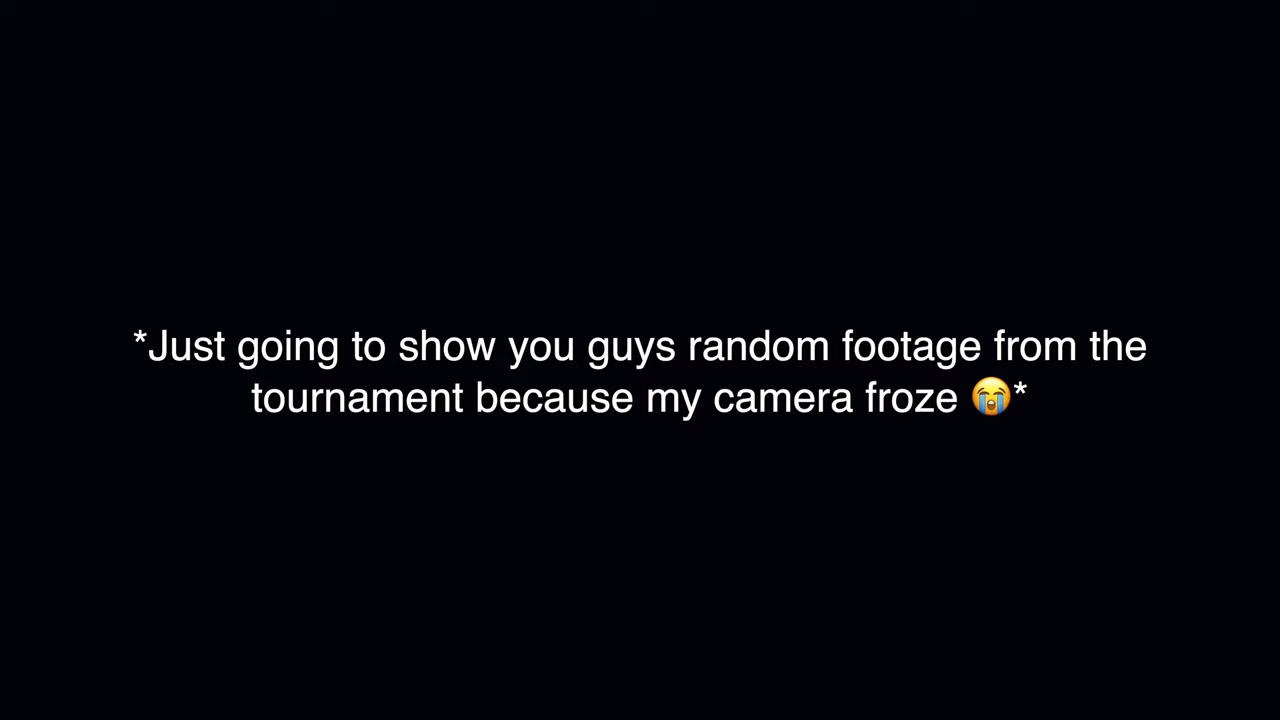 *Just going to show you guys random footage from the
tournament because my camera froze 😭*